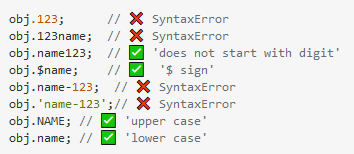 obj.123;      // ❌ SyntaxError
obj.123name;  // ❌ SyntaxError
obj.name123;  // ✅ 'does not start with digit'
obj.$name;    // ✅  '$ sign'
obj.name-123;  // ❌ SyntaxError
obj.'name-123';// ❌ SyntaxError
obj.NAME; // ✅ 'upper case'
obj.name; // ✅ 'lower case'